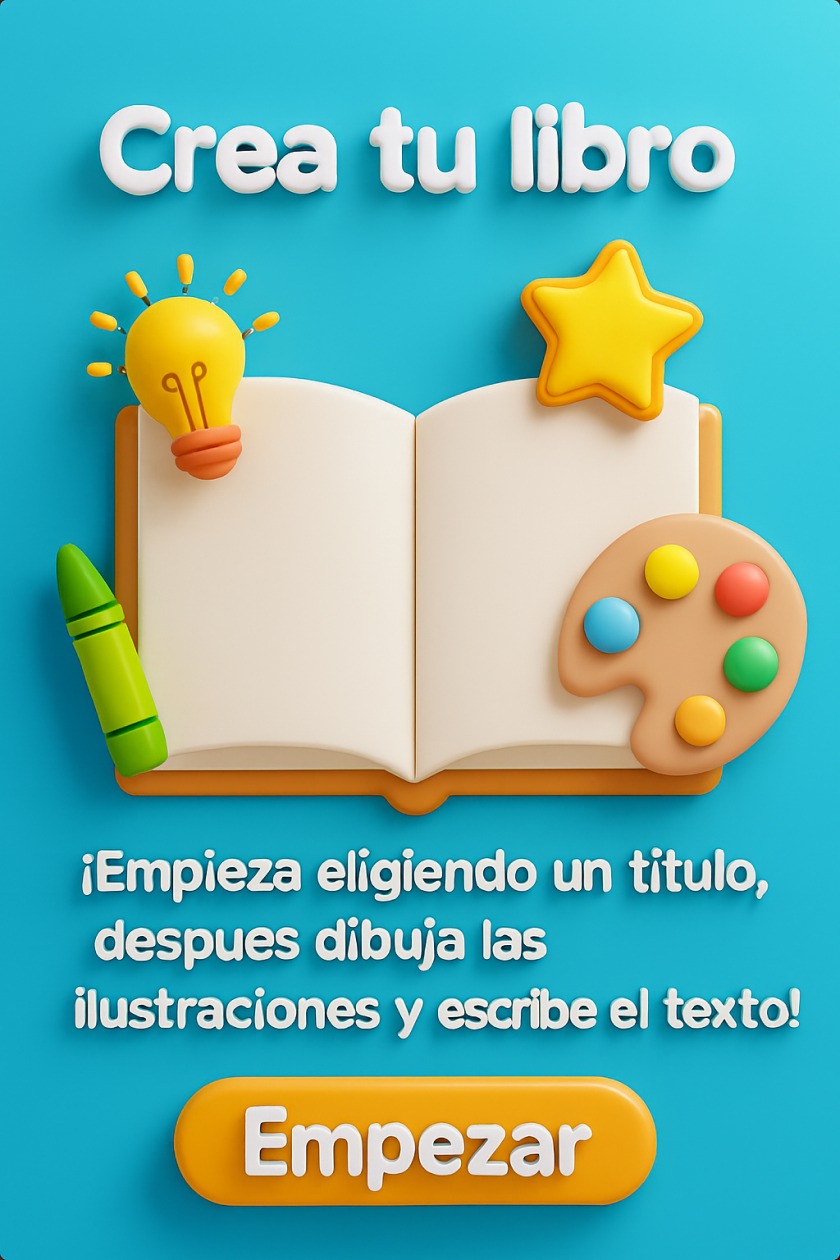 Crea tu libro
¡Empieza eligiendo un titulo,
despues dibuja las
ilustraciones y escribe el texto!
Empezar